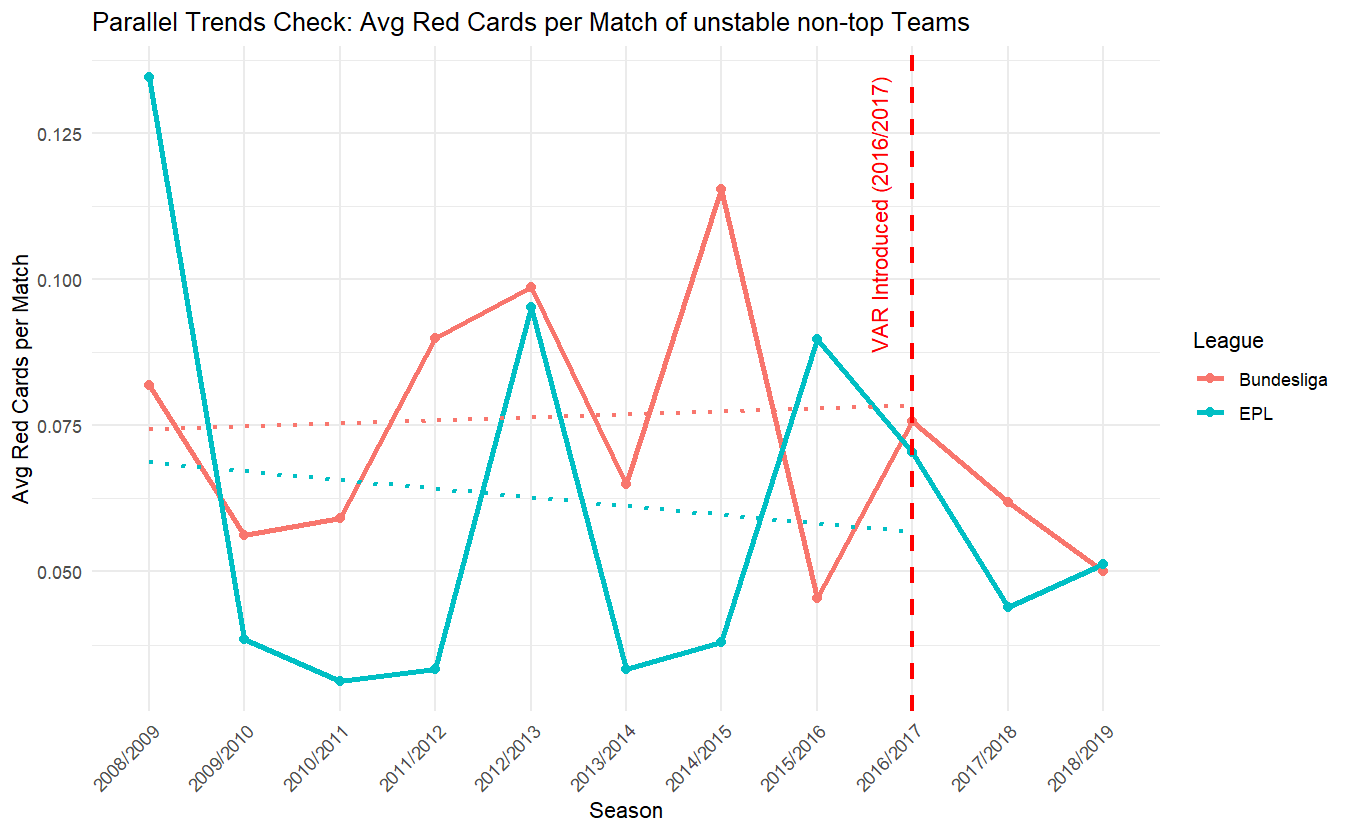 Parallel Trends Check: Avg Red Cards per Match of unstable non-top Teams
Avg Red Cards per Match
0.125
0.100
0.075
0.050
VAR Introduced (2016/2017)
2008/2009
2009/2010
2010/2011
2011/2012
2012/2013
2013/2014
2014/2015
2015/2016
2016/2017
2017/2018
2018/2019
Season
League
Bundesliga
EPL